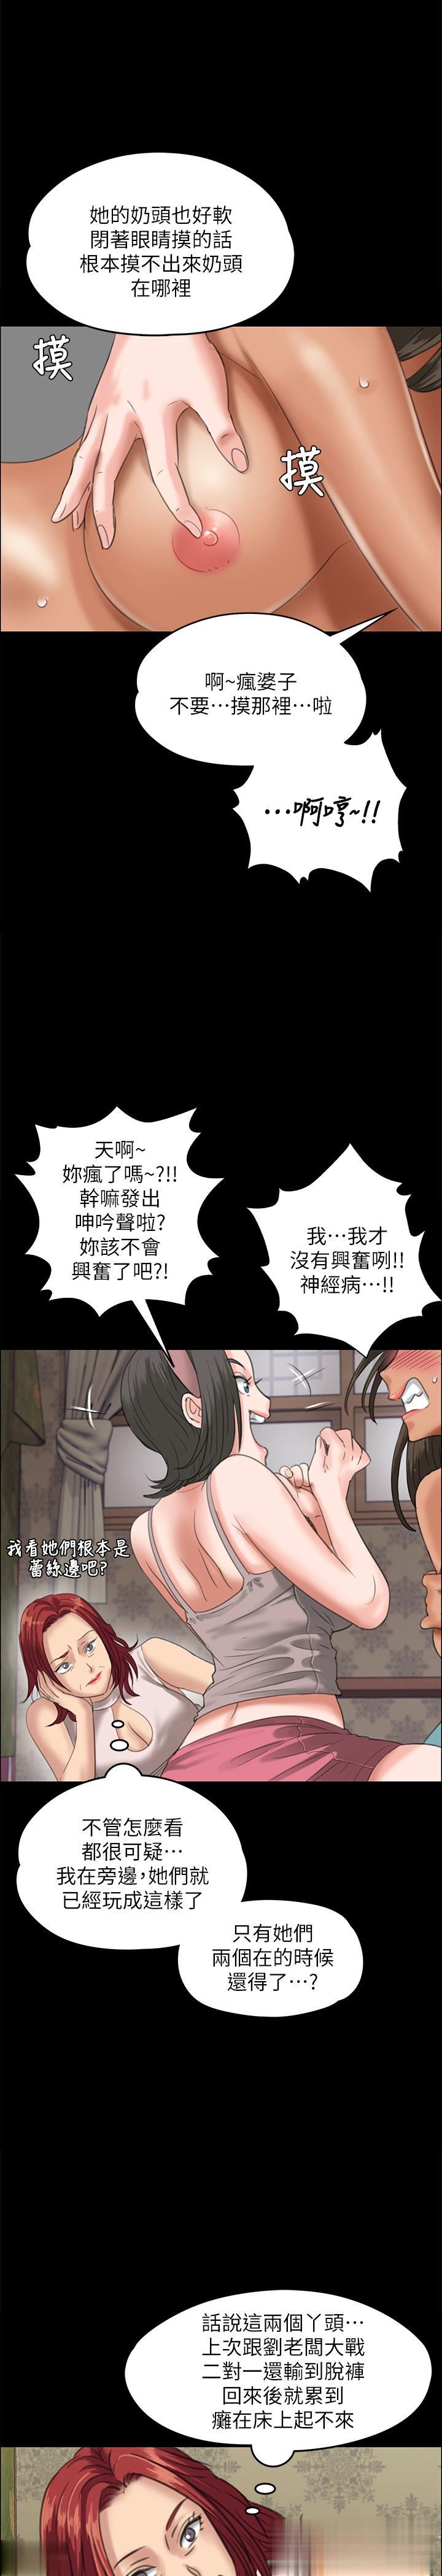 她的奶頭也好軟
閉著眼睛摸的話
根本摸不出來奶頭
在哪裡
摸
摸
啊~瘋婆子
不要⋯摸那裡⋯啦
⋯啊哼~!!
天啊~
妳瘋了嗎~?!!
幹嘛發出
呻吟聲啦?
妳該不會
興奮了吧?!
我⋯我才
沒有興奮咧!!
神經病⋯!!
我看她們根本是
蕾絲邊吧?
不管怎麼看
都很可疑⋯
我在旁邊,她們就
已經玩成這樣了
只有她們
兩個在的時候
還得了⋯?
話說這兩個丫頭⋯
上次跟劉老闆大戰
二對一還輸到脫褲
回來後就累到
癱在床上起不來